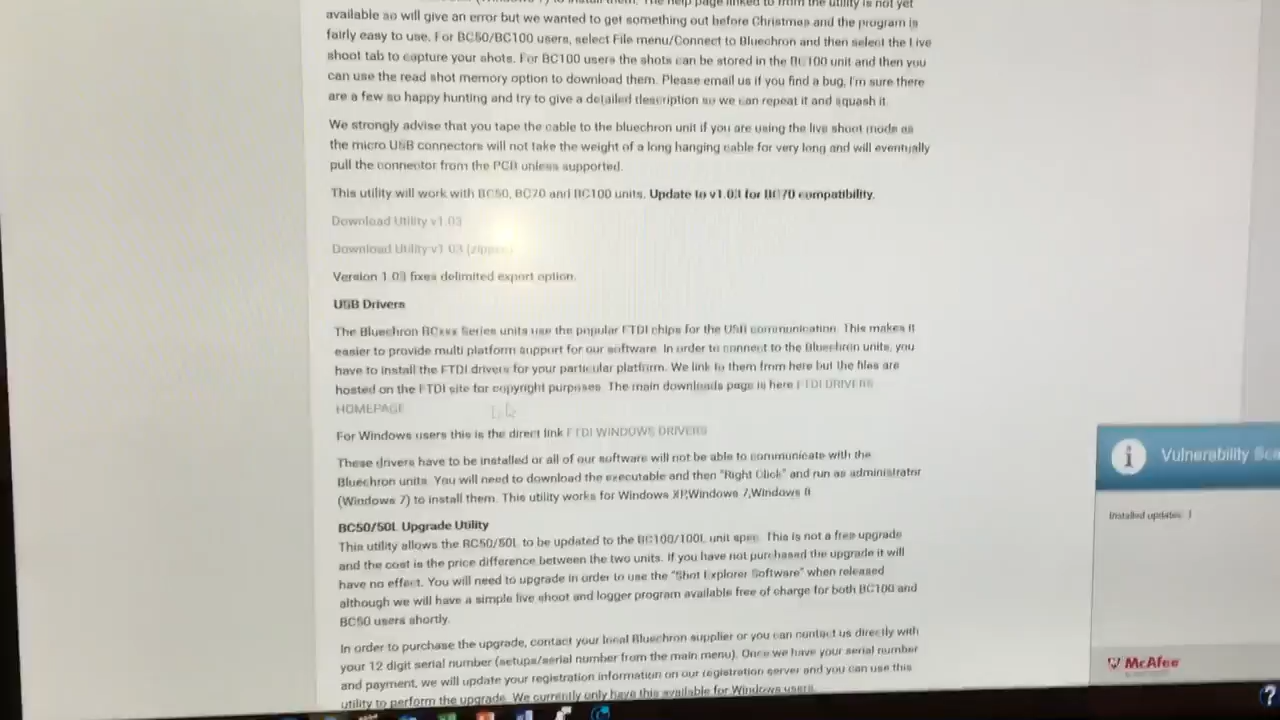 available so will give an error but we wanted to get something out before Christmas and the program is
fairly easy to use. For BC50/BC100 users, select File menu/Connect to Bluechron and then select the Live
shoot tab to capture your shots. For BC100 users the shots can be stored in the BC100 unit and then you
can use the read shot memory option to download them. Please email us if you find a bug, I'm sure there
are a few so happy hunting and try to give a detailed description so we can repeat it and squash it.
We strongly advise that you tape the cable to the bluechron unit if you are using the live shoot mode as
the micro USB connectors will not take the weight of a long hanging cable for very long and will eventually
pull the connector from the PCB unless supported.
This utility will work with BC50, BC70 and BC100 units. Update to v1.03 for BC70 compatibility.
Download Utility v1.03
Download Utility v1.03 (zipped)
Version 1.03 fixes delimited export option.
USB Drivers
The Bluechron BCxxx Series units use the popular FTDI chips for the USB communication. This makes it
easier to provide multi platform support for our software. In order to connect to the Bluechron units, you
have to install the FTDI drivers for your particular platform. We link to them from here but the files are
hosted on the FTDI site for copyright purposes. The main downloads page is here FTDI DRIVERS
HOMEPAGE
For Windows users this is the direct link FTDI WINDOWS DRIVERS
These drivers have to be installed or all of our software will not be able to communicate with the
Bluechron units. You will need to download the executable and then "Right Click" and run as administrator
(Windows 7) to install them. This utility works for Windows XP,Windows 7,Windows 8
BC50/50L Upgrade Utility
This utility allows the BC50/50L to be updated to the BC100/100L unit spec. This is not a free upgrade
and the cost is the price difference between the two units. If you have not purchased the upgrade it will
have no effect. You will need to upgrade in order to use the "Shot Explorer Software" when released
although we will have a simple live shoot and logger program available free of charge for both BC100 and
BC50 users shortly.
In order to purchase the upgrade, contact your local Bluechron supplier or you can contact us directly with
your 12 digit serial number (setups/serial number from the main menu). Once we have your serial number
and payment, we will update your registration information on our registration server and you can use this
utility to perform the upgrade. We currently only have this available for Windows users.
Vulnerability
Installed updates: 1
McAfee